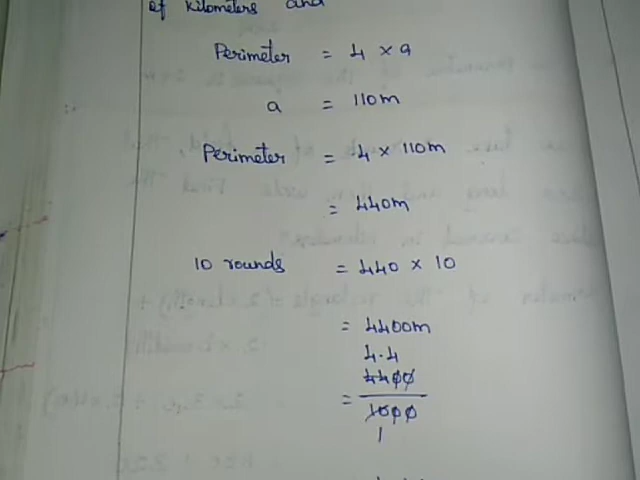 of kilometers and
Perimeter = 4 × a
a = 110m
Perimeter = 4 × 110m
= 440m
10 rounds = 440 × 10
= 4400m
4.4
= 4400
1000
1